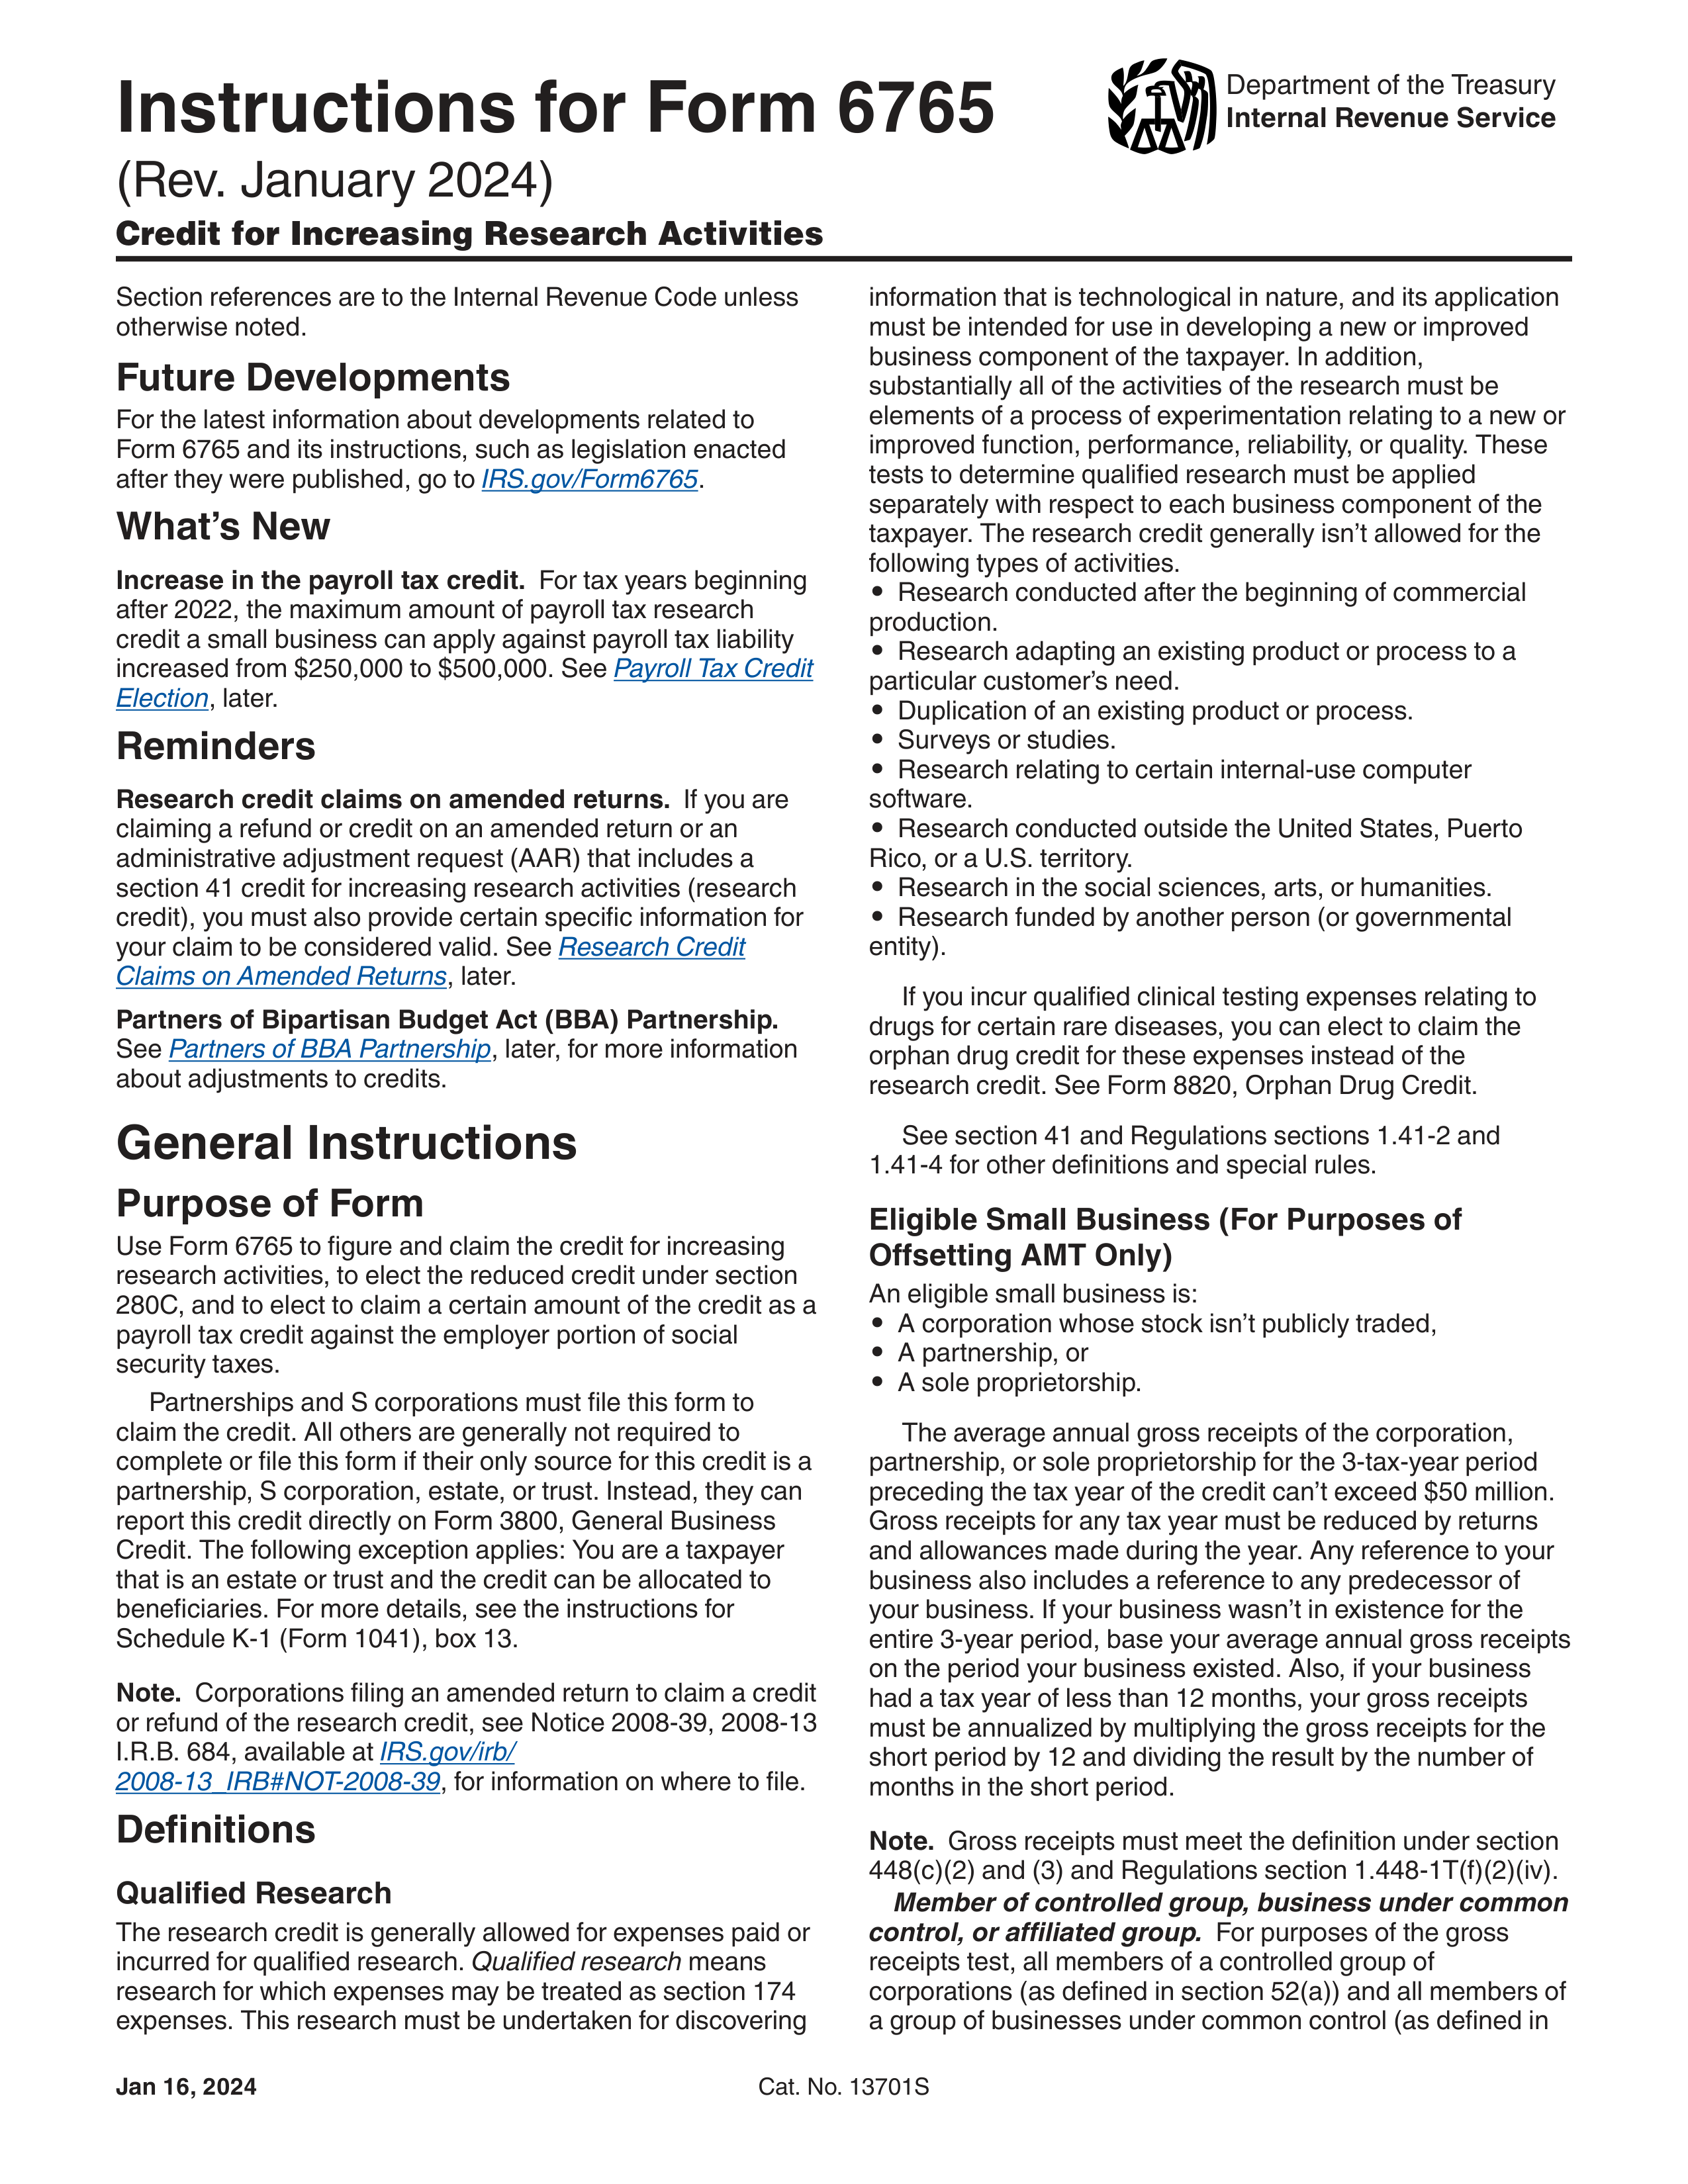 Instructions for Form 6765
(Rev. January 2024)
Credit for Increasing Research Activities
Department of the Treasury
Internal Revenue Service
Section references are to the Internal Revenue Code unless
otherwise noted.
Future Developments
For the latest information about developments related to
Form 6765 and its instructions, such as legislation enacted
after they were published, go to IRS.gov/Form6765.
What's New
Increase in the payroll tax credit. For tax years beginning
after 2022, the maximum amount of payroll tax research
credit a small business can apply against payroll tax liability
increased from $250,000 to $500,000. See Payroll Tax Credit
Election, later.
Reminders
Research credit claims on amended returns. If you are
claiming a refund or credit on an amended return or an
administrative adjustment request (AAR) that includes a
section 41 credit for increasing research activities (research
credit), you must also provide certain specific information for
your claim to be considered valid. See Research Credit
Claims on Amended Returns, later.
Partners of Bipartisan Budget Act (BBA) Partnership.
See Partners of BBA Partnership, later, for more information
about adjustments to credits.
General Instructions
Purpose of Form
Use Form 6765 to figure and claim the credit for increasing
research activities, to elect the reduced credit under section
280C, and to elect to claim a certain amount of the credit as a
payroll tax credit against the employer portion of social
security taxes.
Partnerships and S corporations must file this form to
claim the credit. All others are generally not required to
complete or file this form if their only source for this credit is a
partnership, S corporation, estate, or trust. Instead, they can
report this credit directly on Form 3800, General Business
Credit. The following exception applies: You are a taxpayer
that is an estate or trust and the credit can be allocated to
beneficiaries. For more details, see the instructions for
Schedule K-1 (Form 1041), box 13.
Note. Corporations filing an amended return to claim a credit
or refund of the research credit, see Notice 2008-39, 2008-13
I.R.B. 684, available at IRS.gov/irb/
2008-13_IRB#NOT-2008-39, for information on where to file.
Definitions
Qualified Research
The research credit is generally allowed for expenses paid or
incurred for qualified research. Qualified research means
research for which expenses may be treated as section 174
expenses. This research must be undertaken for discovering
information that is technological in nature, and its application
must be intended for use in developing a new or improved
business component of the taxpayer. In addition,
substantially all of the activities of the research must be
elements of a process of experimentation relating to a new or
improved function, performance, reliability, or quality. These
tests to determine qualified research must be applied
separately with respect to each business component of the
taxpayer. The research credit generally isn't allowed for the
following types of activities.
• Research conducted after the beginning of commercial
production.
• Research adapting an existing product or process to a
particular customer's need.
• Duplication of an existing product or process.
• Surveys or studies.
• Research relating to certain internal-use computer
software.
• Research conducted outside the United States, Puerto
Rico, or a U.S. territory.
• Research in the social sciences, arts, or humanities.
• Research funded by another person (or governmental
entity).
If you incur qualified clinical testing expenses relating to
drugs for certain rare diseases, you can elect to claim the
orphan drug credit for these expenses instead of the
research credit. See Form 8820, Orphan Drug Credit.
See section 41 and Regulations sections 1.41-2 and
1.41-4 for other definitions and special rules.
Eligible Small Business (For Purposes of
Offsetting AMT Only)
An eligible small business is:
• A corporation whose stock isn't publicly traded,
• A partnership, or
• A sole proprietorship.
The average annual gross receipts of the corporation,
partnership, or sole proprietorship for the 3-tax-year period
preceding the tax year of the credit can't exceed $50 million.
Gross receipts for any tax year must be reduced by returns
and allowances made during the year. Any reference to your
business also includes a reference to any predecessor of
your business. If your business wasn't in existence for the
entire 3-year period, base your average annual gross receipts
on the period your business existed. Also, if your business
had a tax year of less than 12 months, your gross receipts
must be annualized by multiplying the gross receipts for the
short period by 12 and dividing the result by the number of
months in the short period.
Note. Gross receipts must meet the definition under section
448(c)(2) and (3) and Regulations section 1.448-1T(f)(2)(iv).
Member of controlled group, business under common
control, or affiliated group. For purposes of the gross
receipts test, all members of a controlled group of
corporations (as defined in section 52(a)) and all members of
a group of businesses under common control (as defined in
Jan 16, 2024
Cat. No. 13701S